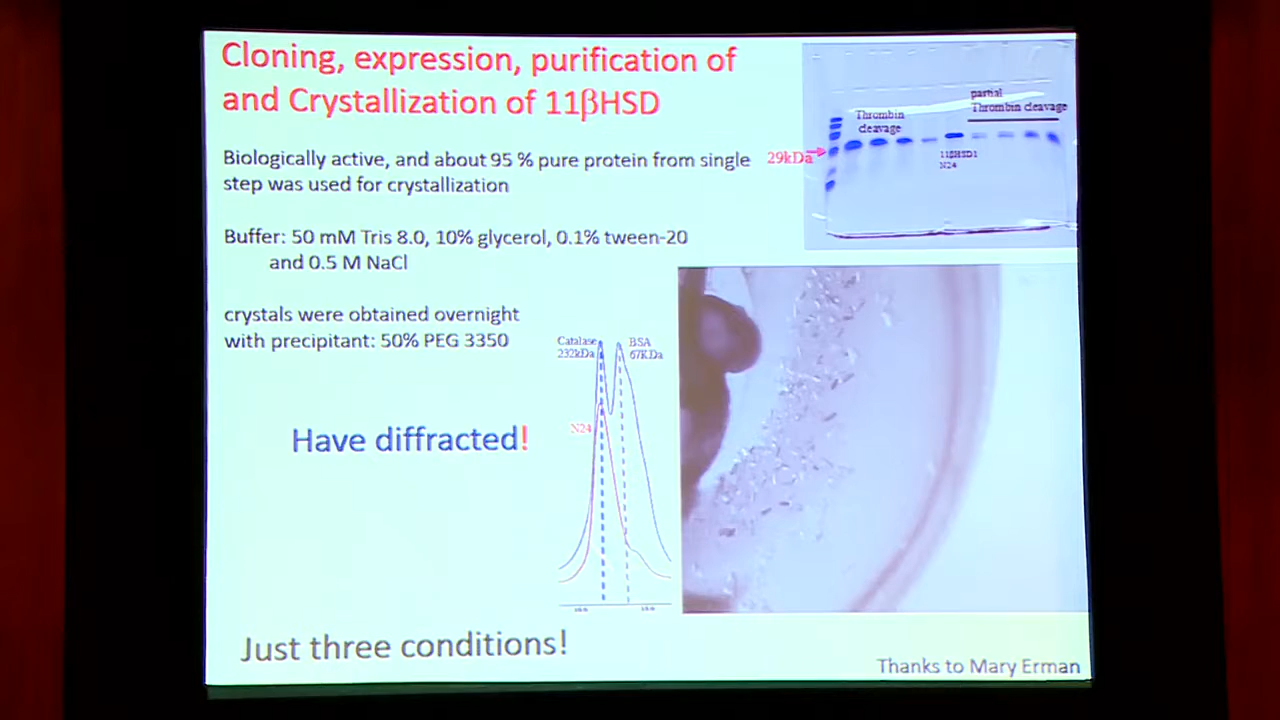 Cloning, expression, purification of
and Crystallization of 11βHSD
Biologically active, and about 95 % pure protein from single
step was used for crystallization
Buffer: 50 mM Tris 8.0, 10% glycerol, 0.1% tween-20
and 0.5 M NaCl
crystals were obtained overnight
with precipitant: 50% PEG 3350
Have diffracted!
Just three conditions!
partial
Thrombin cleavage
Thrombin
cleavage
29kDa
11βHSD1
N24
Catalase
232kDa
BSA
67KDa
N24
Thanks to Mary Erman